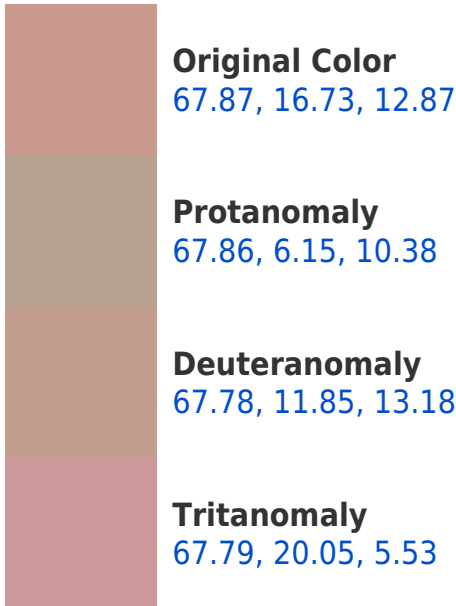 Original Color
67.87, 16.73, 12.87
Protanomaly
67.86, 6.15, 10.38
Deuteranomaly
67.78, 11.85, 13.18
Tritanomaly
67.79, 20.05, 5.53